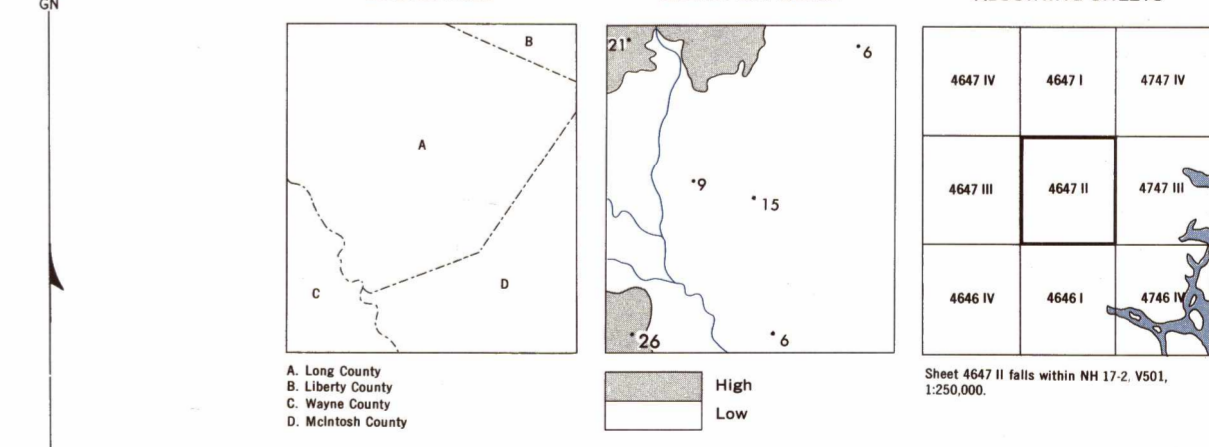 GN
B
A
C
D
A. Long County
B. Liberty County
C. Wayne County
D. McIntosh County
21
6
9
15
26
6
High
Low
4647 IV 4647 I 4747 IV
4647 III 4647 II 4747 III
4646 IV 4646 I 4746 IV
Sheet 4647 II falls within NH 17-2, V501,
1:250,000.